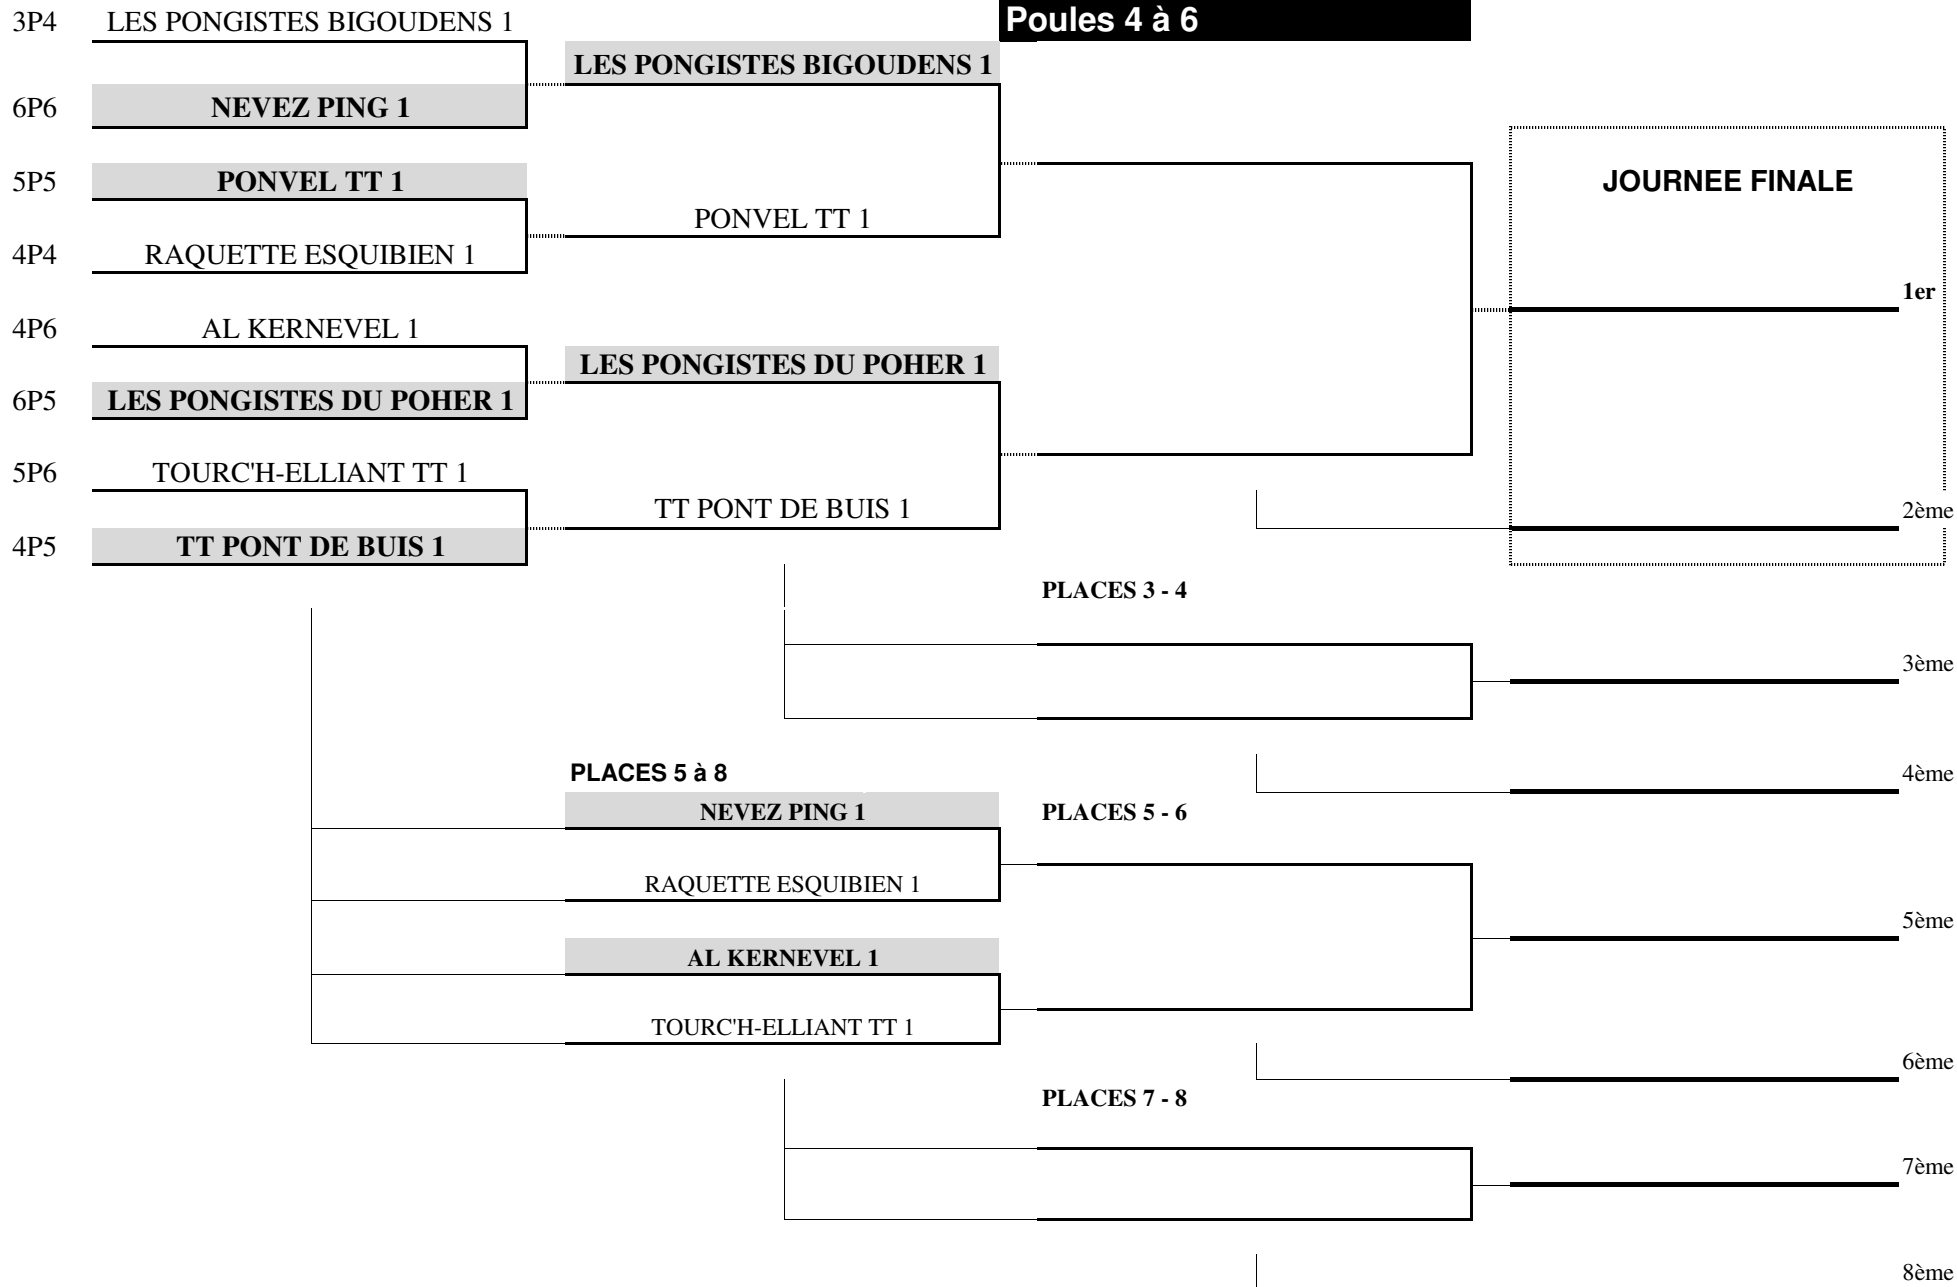 Poules 4 à 6
3P4 LES PONGISTES BIGOUDENS 1
LES PONGISTES BIGOUDENS 1
6P6 NEVEZ PING 1
5P5 PONVEL TT 1
JOURNEE FINALE
PONVEL TT 1
4P4 RAQUETTE ESQUIBIEN 1
1er
4P6 AL KERNEVEL 1
LES PONGISTES DU POHER 1
6P5 LES PONGISTES DU POHER 1
5P6 TOURC'H-ELLIANT TT 1
TT PONT DE BUIS 1
2ème
4P5 TT PONT DE BUIS 1
PLACES 3 - 4
3ème
PLACES 5 à 8
4ème
NEVEZ PING 1
PLACES 5 - 6
RAQUETTE ESQUIBIEN 1
5ème
AL KERNEVEL 1
TOURC'H-ELLIANT TT 1
6ème
PLACES 7 - 8
7ème
8ème